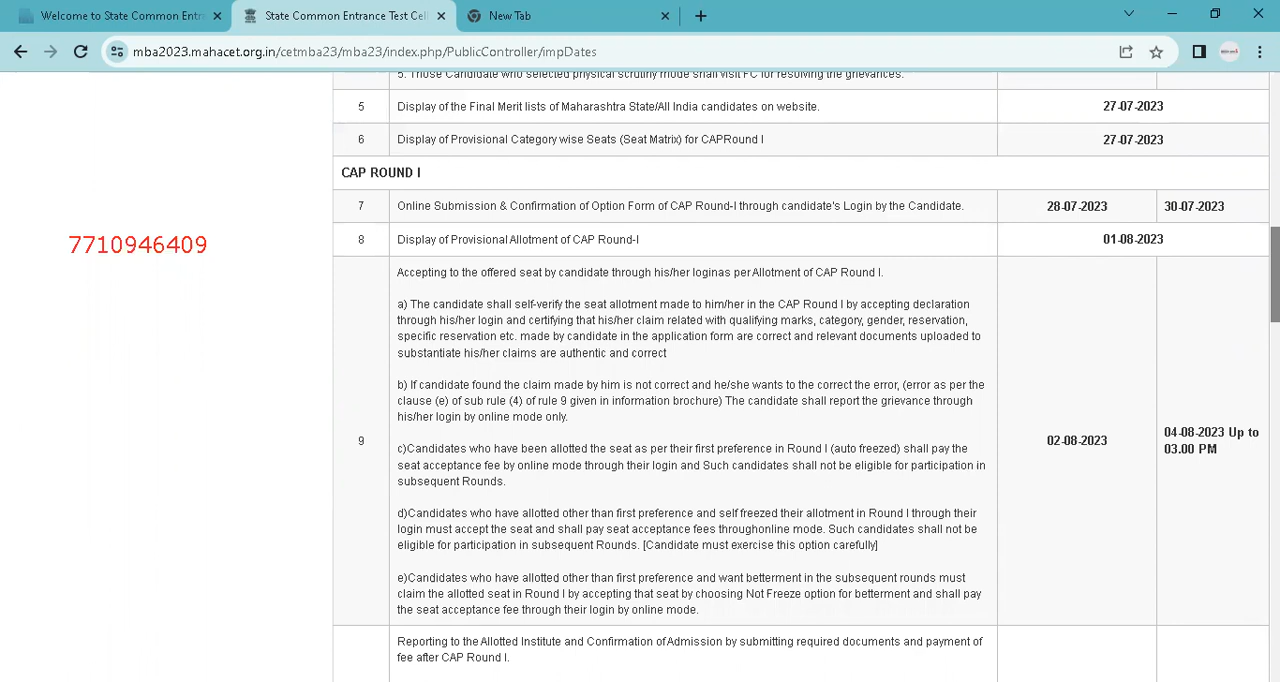 Welcome to State Common Entr
State Common Entrance Test Cel
New Tab
mba2023.mahacet.org.in/cetmba23/mba23/index.php/PublicController/impDates
5 Display of the Final Merit lists of Maharashtra State/All India candidates on website. 27-07-2023
6 Display of Provisional Category wise Seats (Seat Matrix) for CAPRound I 27-07-2023
CAP ROUND I
7 Online Submission & Confirmation of Option Form of CAP Round-I through candidate's Login by the Candidate. 28-07-2023 30-07-2023
7710946409
8 Display of Provisional Allotment of CAP Round-I 01-08-2023
Accepting of the offered seat by candidate through his/her loginas per Allotment of CAP Round I.
a) The candidate shall self-verify the seat allotment made to him/her in the CAP Round I by accepting declaration
through his/her login and certifying that his/her claim related with qualifying marks, category, gender, reservation,
specific reservation etc. made by candidate in the application form are correct and relevant documents uploaded to
substantiate his/her claims are authentic and correct
b) If candidate found the claim made by him is not correct and he/she wants to the correct the error, (error as per the
clause (e) of sub rule (4) of rule 9 given in information brochure) The candidate shall report the grievance through
his/her login by online mode only.
9 02-08-2023 04-08-2023 Up to
03.00 PM
c)Candidates who have allotted the seat as per their first preference in Round I (auto freezed) shall pay the
seat acceptance fee by online mode through their login and Such candidates shall not be eligible for participation in
subsequent Rounds.
d)Candidates who have allotted other than first preference and self freezed their allotment in Round I through their
login must accept the seat and shall pay seat acceptance fees throughonline mode. Such candidates shall not be
eligible for participation in subsequent Rounds. [Candidate must exercise this option carefully]
e)Candidates who have allotted other than first preference and want betterment in the subsequent rounds must
claim the allotted seat in Round I by accepting that seat by choosing Not Freeze option for betterment and shall pay
the seat acceptance fee through their login by online mode.
Reporting to the Allotted Institute and Confirmation of Admission by submitting required documents and payment of
fee after CAP Round I.